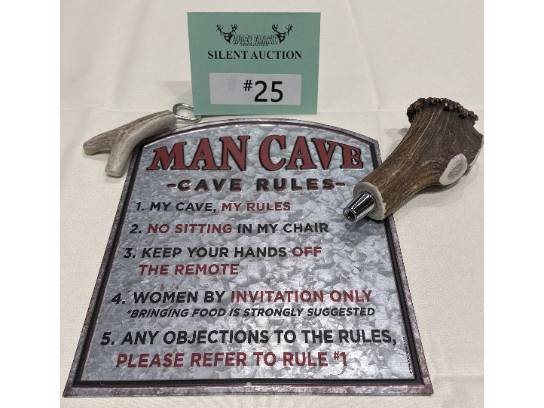 SILENT AUCTION
#25
MAN CAVE
-CAVE RULES-
1. MY CAVE, MY RULES
2. NO SITTING IN MY CHAIR
3. KEEP YOUR HANDS OFF
THE REMOTE
4. WOMEN BY INVITATION ONLY
*BRINGING FOOD IS STRONGLY SUGGESTED
5. ANY OBJECTIONS TO THE RULES,
PLEASE REFER TO RULE #1